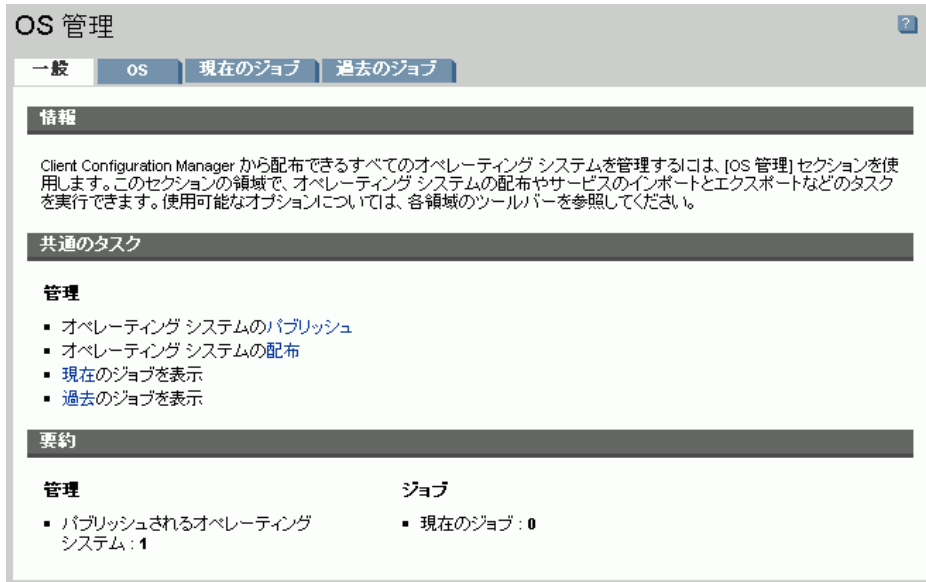 OS 管理
?
一般 OS 現在のジョブ 過去のジョブ
情報
Client Configuration Manager から配布できるすべてのオペレーティング システムを管理するには、[OS 管理] セクションを使
用します。このセクションの領域で、オペレーティング システムの配布やサービスのインポートとエクスポートなどのタスク
を実行できます。使用可能なオプションについては、各領域のツールバーを参照してください。
共通のタスク
管理
▪ オペレーティング システムのパブリッシュ
▪ オペレーティング システムの配布
▪ 現在のジョブを表示
▪ 過去のジョブを表示
要約
管理
▪ パブリッシュされるオペレーティング
システム : 1
ジョブ
▪ 現在のジョブ : 0